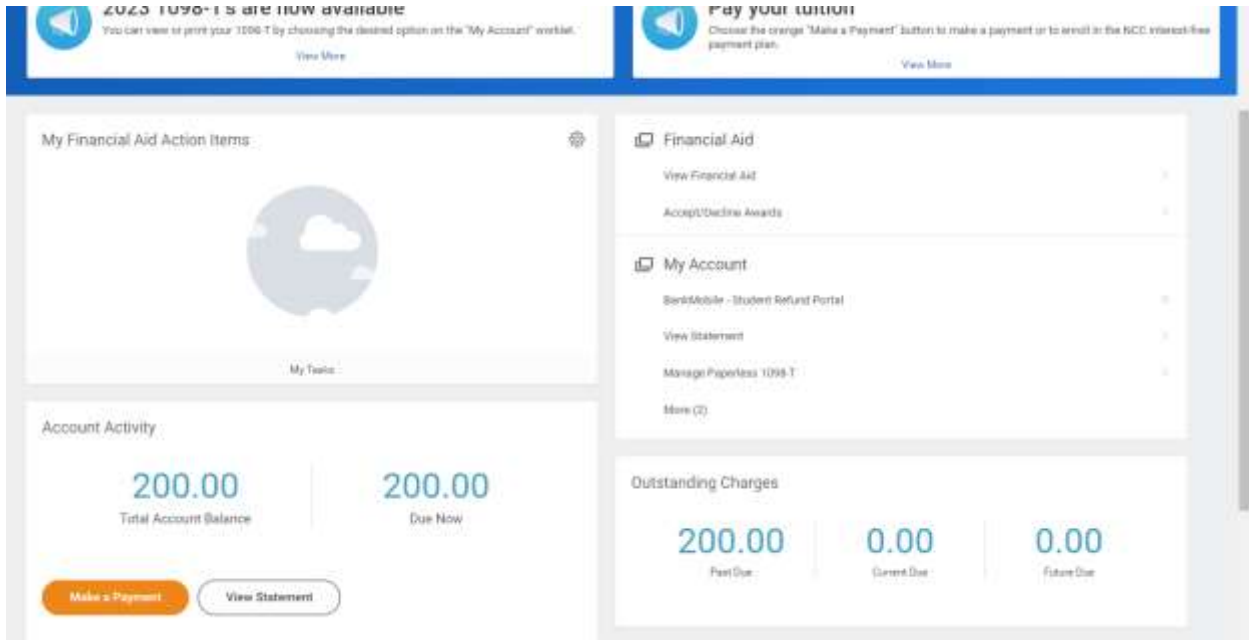 2023 1098-T's are now available
You can view or print your 1098-T by choosing the desired option on the "My Account" worklet.
View More
Pay your tuition
Choose the orange "Make a Payment" button to make a payment or to enroll in the NCC interest-free
payment plan.
View More
My Financial Aid Action Items
My Tasks
Account Activity
200.00
Total Account Balance
200.00
Due Now
Make a Payment
View Statement
Financial Aid
View Financial Aid
Accept/Decline Awards
My Account
BankMobile - Student Refund Portal
View Statement
Manage Paperless 1098-T
More (2)
Outstanding Charges
200.00
Past Due
0.00
Current Due
0.00
Future Due